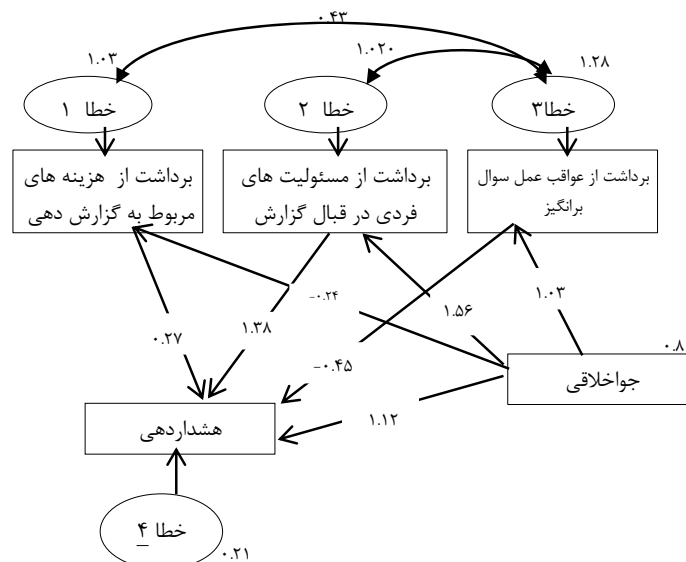 ۰.۴۳
۱.۰۳
۱.۰۲۰
۱.۲۸
خطا ۱
خطا ۲
خطا۳
برداشت از هزینه های
مربوط به گزارش دهی
برداشت از مسئولیت های
فردی در قبال گزارش
برداشت از عواقب عمل سوال
برانگیز
-۰.۲۴
۰.۲۷
۱.۳۸
۱.۵۶
۱.۰۳
-۰.۴۵
۰.۸
جواخلاقی
۱.۱۲
هشداردهی
خطا ۴
۰.۲۱